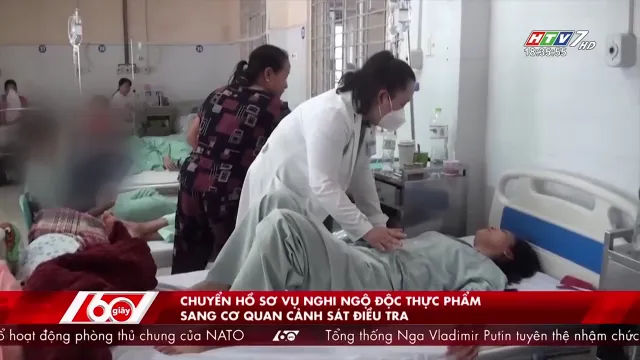 HTV7 HD
18:35:55
60 giây
CHUYỂN HỒ SƠ VỤ NGHI NGỘ ĐỘC THỰC PHẨM
SANG CƠ QUAN CẢNH SÁT ĐIỀU TRA
ổ hoạt động phòng thủ chung của NATO
Tổng thống Nga Vladimir Putin tuyên thệ nhậm chức